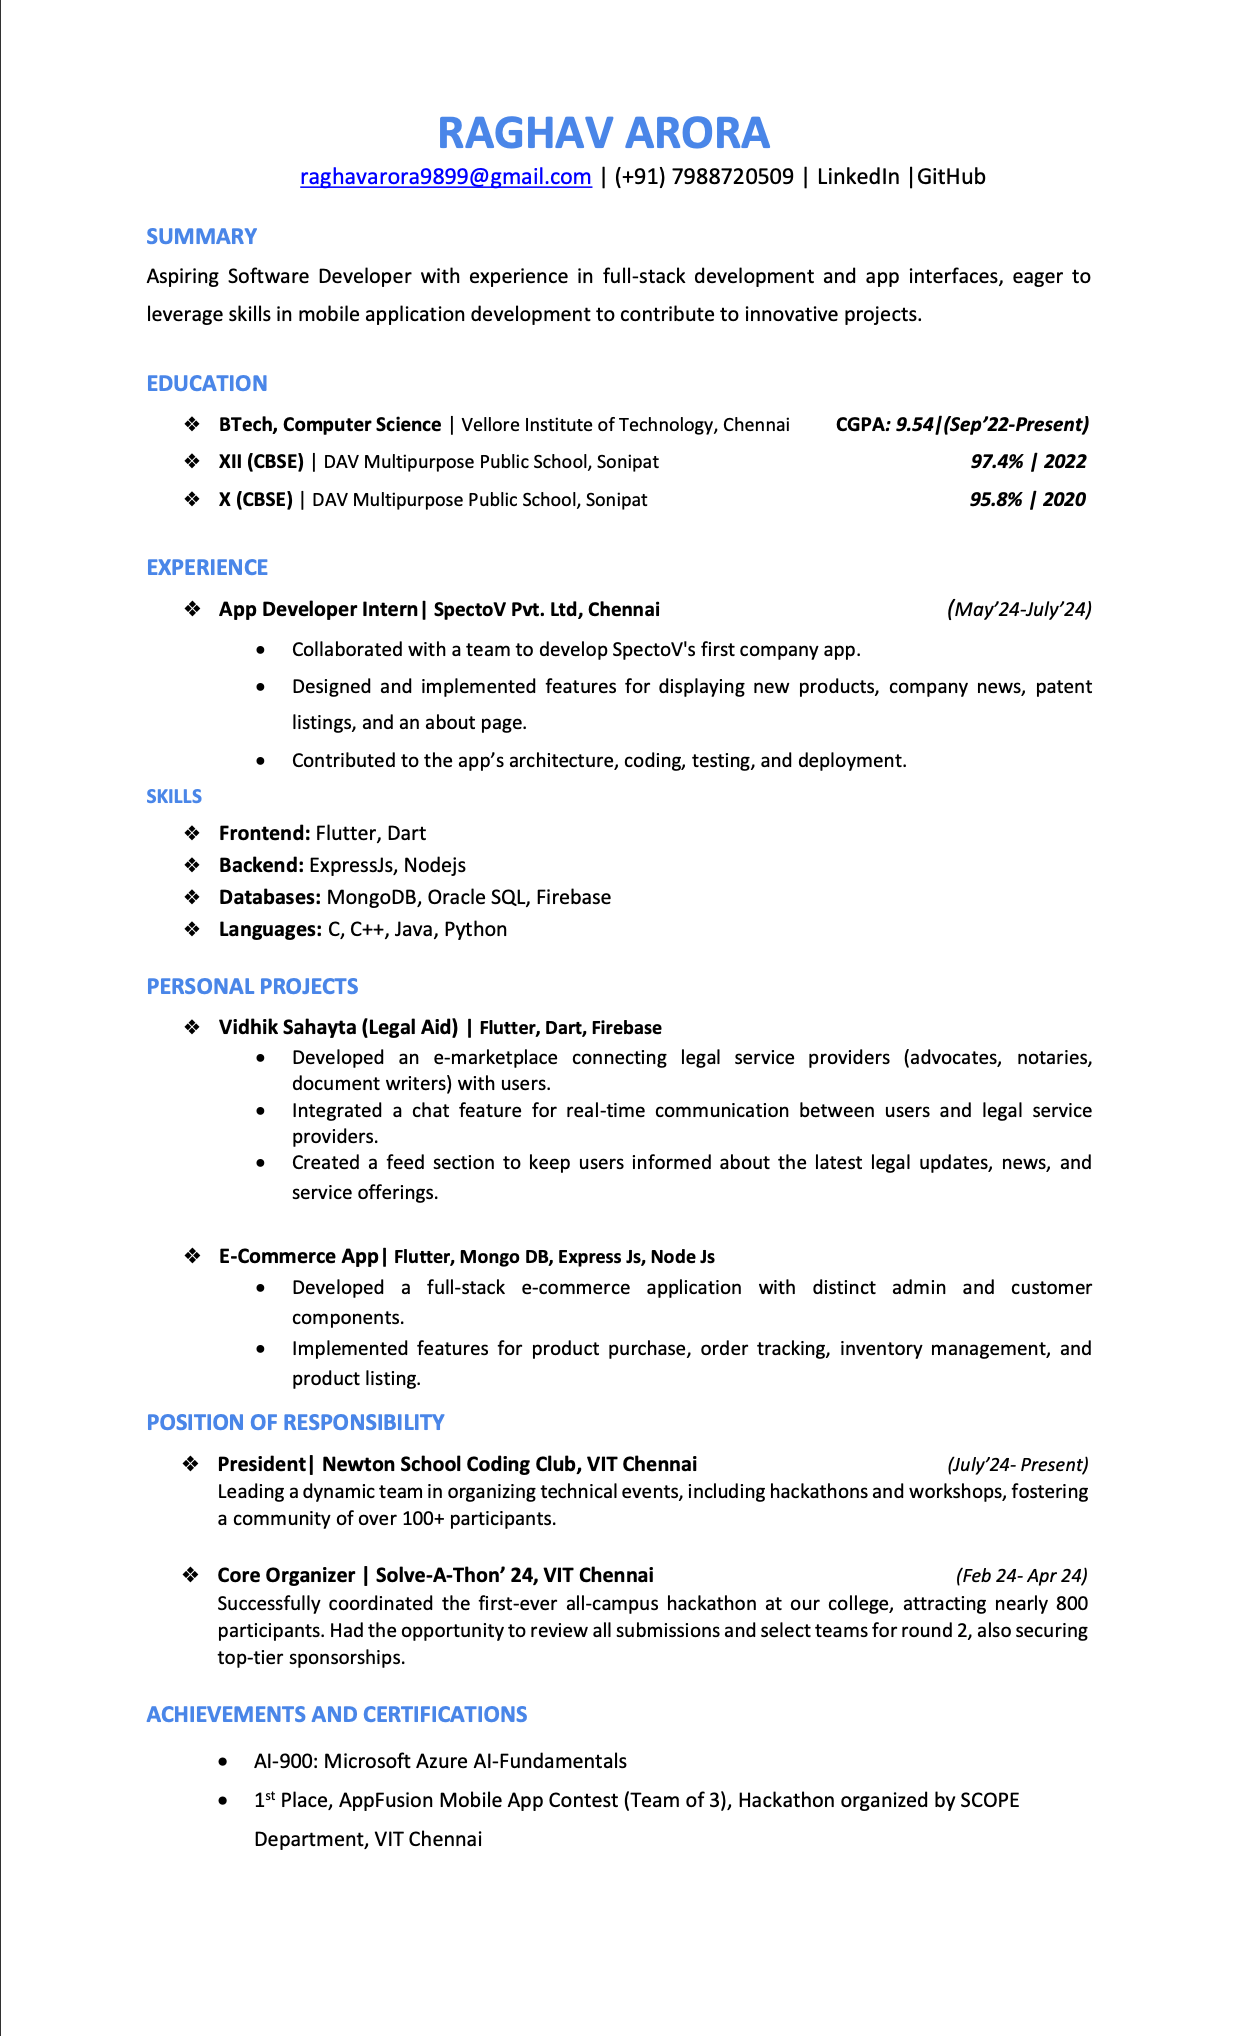 RAGHAV ARORA
raghavarora9899@gmail.com | (+91) 7988720509 | LinkedIn |GitHub
SUMMARY
Aspiring Software Developer with experience in full-stack development and app interfaces, eager to
leverage skills in mobile application development to contribute to innovative projects.
EDUCATION
❖ BTech, Computer Science | Vellore Institute of Technology, Chennai CGPA: 9.54|(Sep’22-Present)
❖ XII (CBSE) | DAV Multipurpose Public School, Sonipat 97.4% | 2022
❖ X (CBSE) | DAV Multipurpose Public School, Sonipat 95.8% | 2020
EXPERIENCE
❖ App Developer Intern| SpectoV Pvt. Ltd, Chennai (May’24-July’24)
• Collaborated with a team to develop SpectoV's first company app.
• Designed and implemented features for displaying new products, company news, patent
listings, and an about page.
• Contributed to the app’s architecture, coding, testing, and deployment.
SKILLS
❖ Frontend: Flutter, Dart
❖ Backend: ExpressJs, Nodejs
❖ Databases: MongoDB, Oracle SQL, Firebase
❖ Languages: C, C++, Java, Python
PERSONAL PROJECTS
❖ Vidhik Sahayta (Legal Aid) | Flutter, Dart, Firebase
• Developed an e-marketplace connecting legal service providers (advocates, notaries,
document writers) with users.
• Integrated a chat feature for real-time communication between users and legal service
providers.
• Created a feed section to keep users informed about the latest legal updates, news, and
service offerings.
❖ E-Commerce App| Flutter, Mongo DB, Express Js, Node Js
• Developed a full-stack e-commerce application with distinct admin and customer
components.
• Implemented features for product purchase, order tracking, inventory management, and
product listing.
POSITION OF RESPONSIBILITY
❖ President| Newton School Coding Club, VIT Chennai (July’24- Present)
Leading a dynamic team in organizing technical events, including hackathons and workshops, fostering
a community of over 100+ participants.
❖ Core Organizer | Solve-A-Thon’ 24, VIT Chennai (Feb 24- Apr 24)
Successfully coordinated the first-ever all-campus hackathon at our college, attracting nearly 800
participants. Had the opportunity to review all submissions and select teams for round 2, also securing
top-tier sponsorships.
ACHIEVEMENTS AND CERTIFICATIONS
• AI-900: Microsoft Azure AI-Fundamentals
• 1st Place, AppFusion Mobile App Contest (Team of 3), Hackathon organized by SCOPE
Department, VIT Chennai